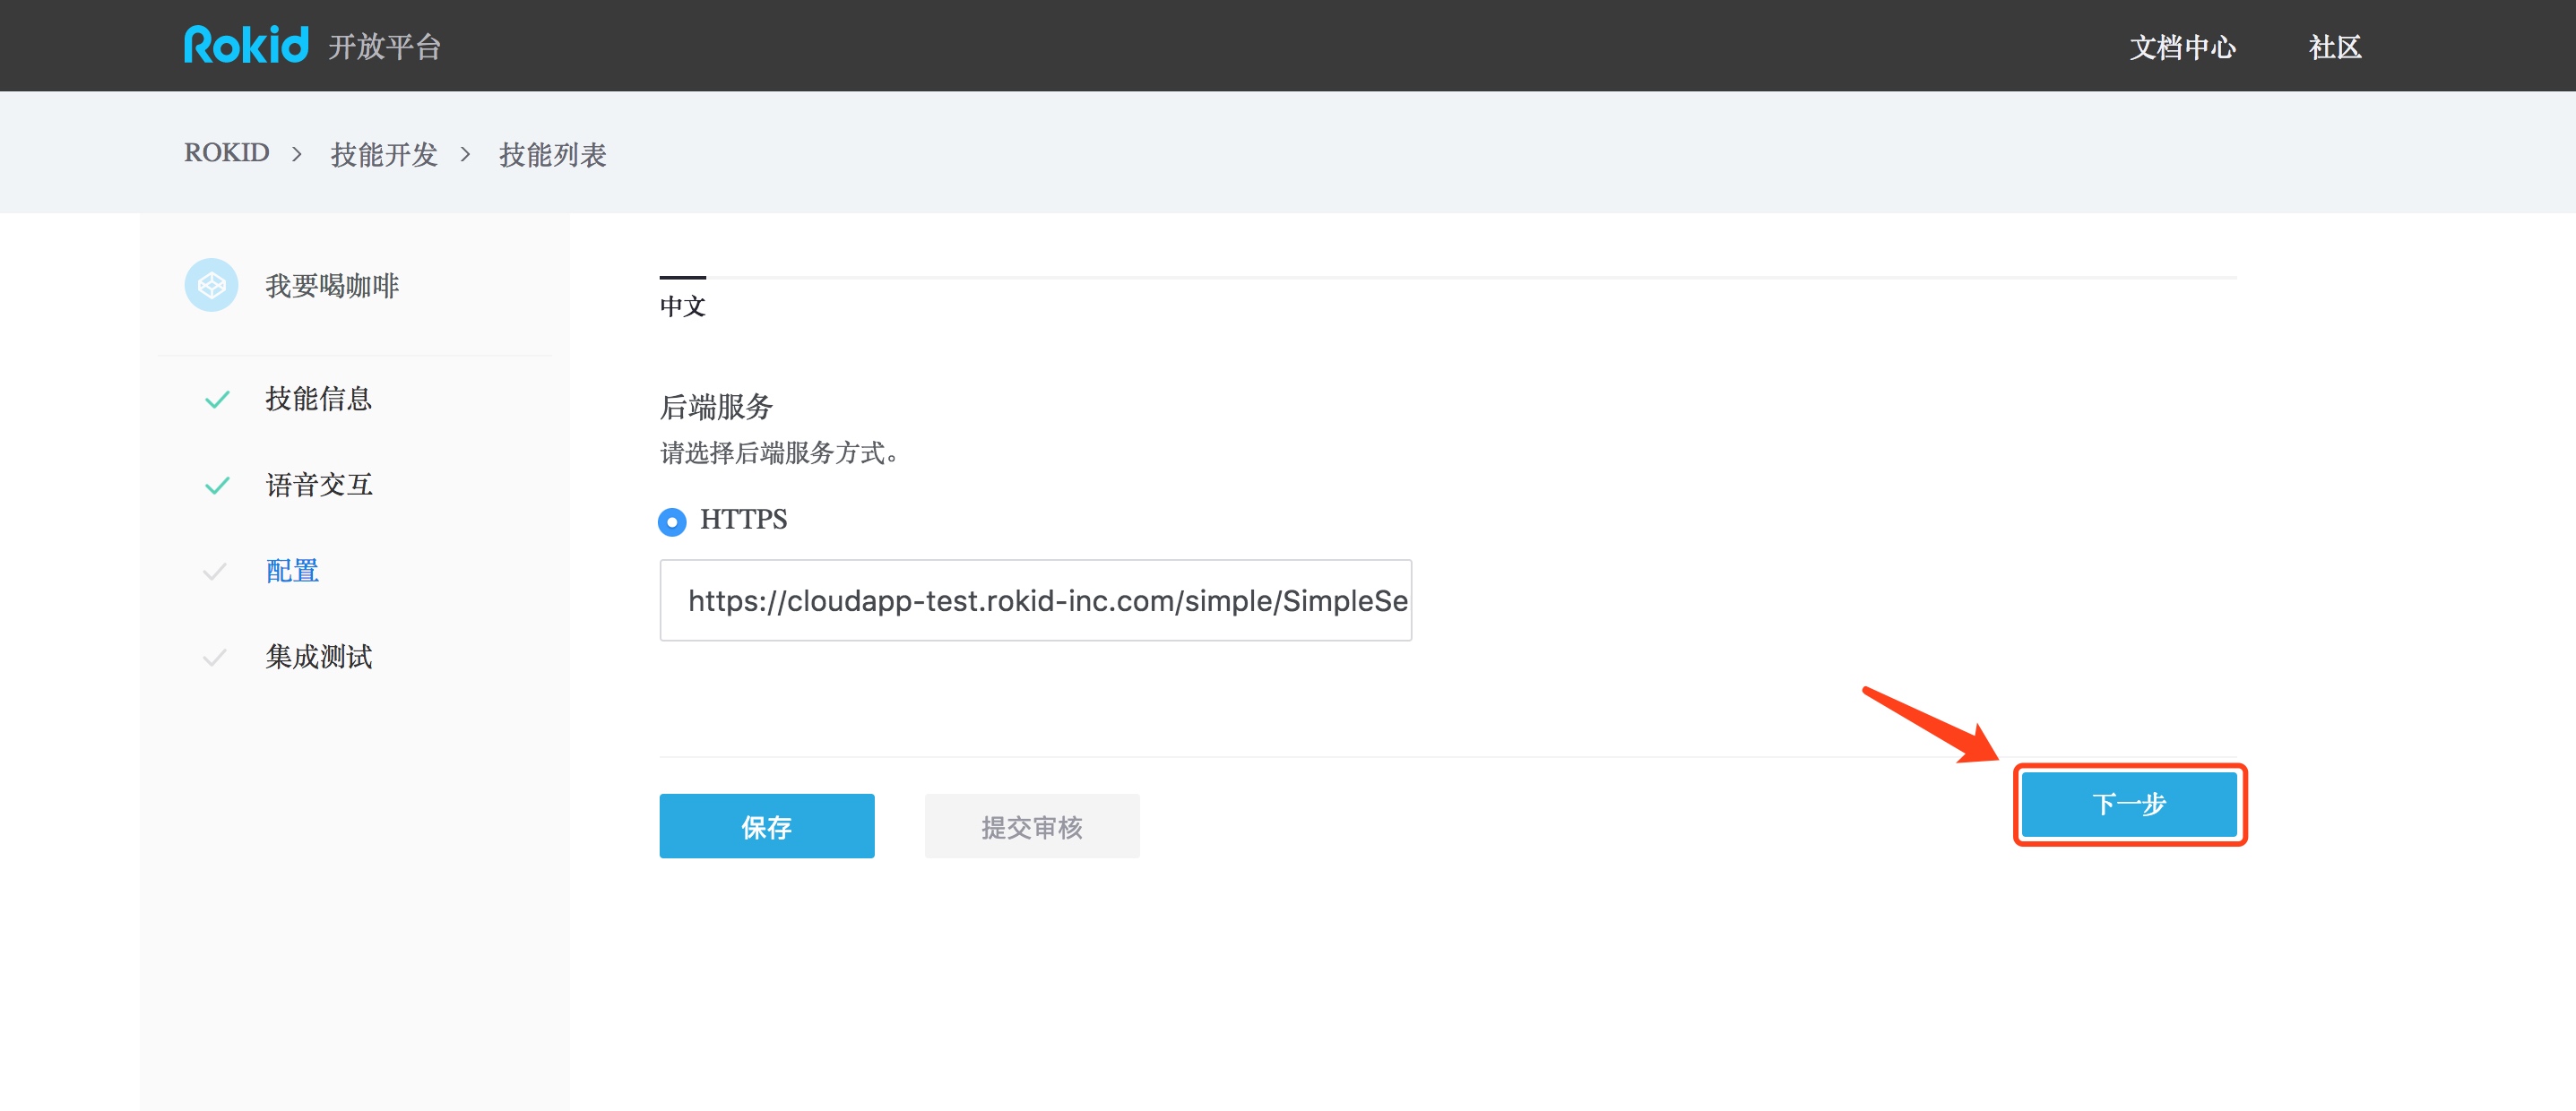 Rokid 开放平台
文档中心 社区
ROKID > 技能开发 > 技能列表
我要喝咖啡
技能信息
语音交互
配置
集成测试
中文
后端服务
请选择后端服务方式。
HTTPS
https://cloudapp-test.rokid-inc.com/simple/SimpleSe
保存 提交审核 下一步